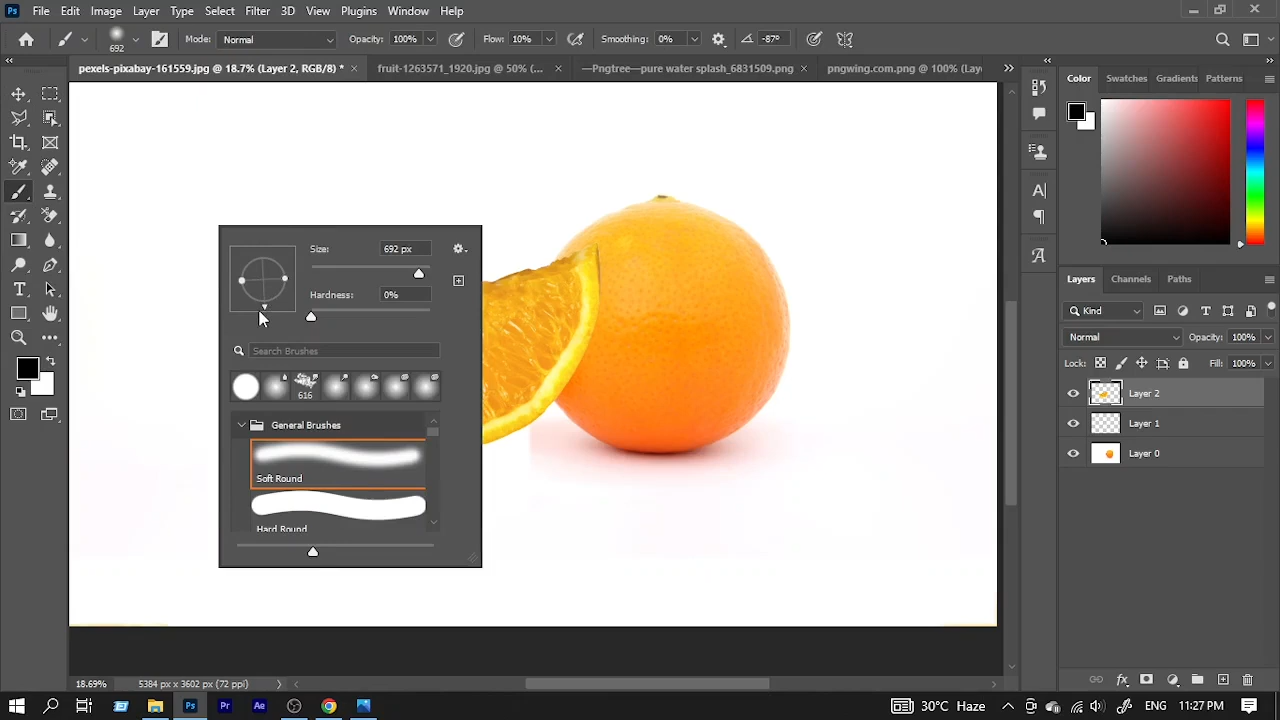 Ps File Edit Image Layer Type Select Filter 3D View Plugins Window Help
692 Mode: Normal Opacity: 100% Flow: 10% Smoothing: 0% -87°
pexels-pixabay-161559.jpg @ 18.7% (Layer 2, RGB/8) * × fruit-1263571_1920.jpg @ 50% (... × —Pngtree—pure water splash_6831509.png × pngwing.com.png @ 100% (Lay
Color Swatches Gradients Patterns
Size: 692 px
Hardness: 0%
Search Brushes
616
General Brushes
Soft Round
Hard Round
Layers Channels Paths
Kind
Normal Opacity: 100%
Lock: Fill: 100%
Layer 2
Layer 1
Layer 0
18.69% 5384 px x 3602 px (72 ppi)
Ps Pr Ae 30°C Haze ENG 11:27 PM